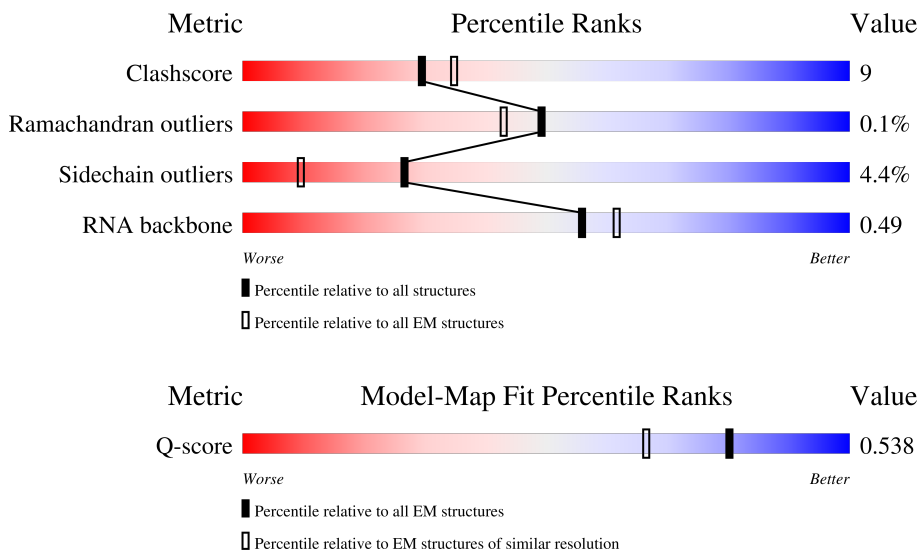 Metric Percentile Ranks Value
Clashscore 9
Ramachandran outliers 0.1%
Sidechain outliers 4.4%
RNA backbone 0.49
Worse Better
Percentile relative to all structures
Percentile relative to all EM structures
Metric Model-Map Fit Percentile Ranks Value
Q-score 0.538
Worse Better
Percentile relative to all EM structures
Percentile relative to EM structures of similar resolution